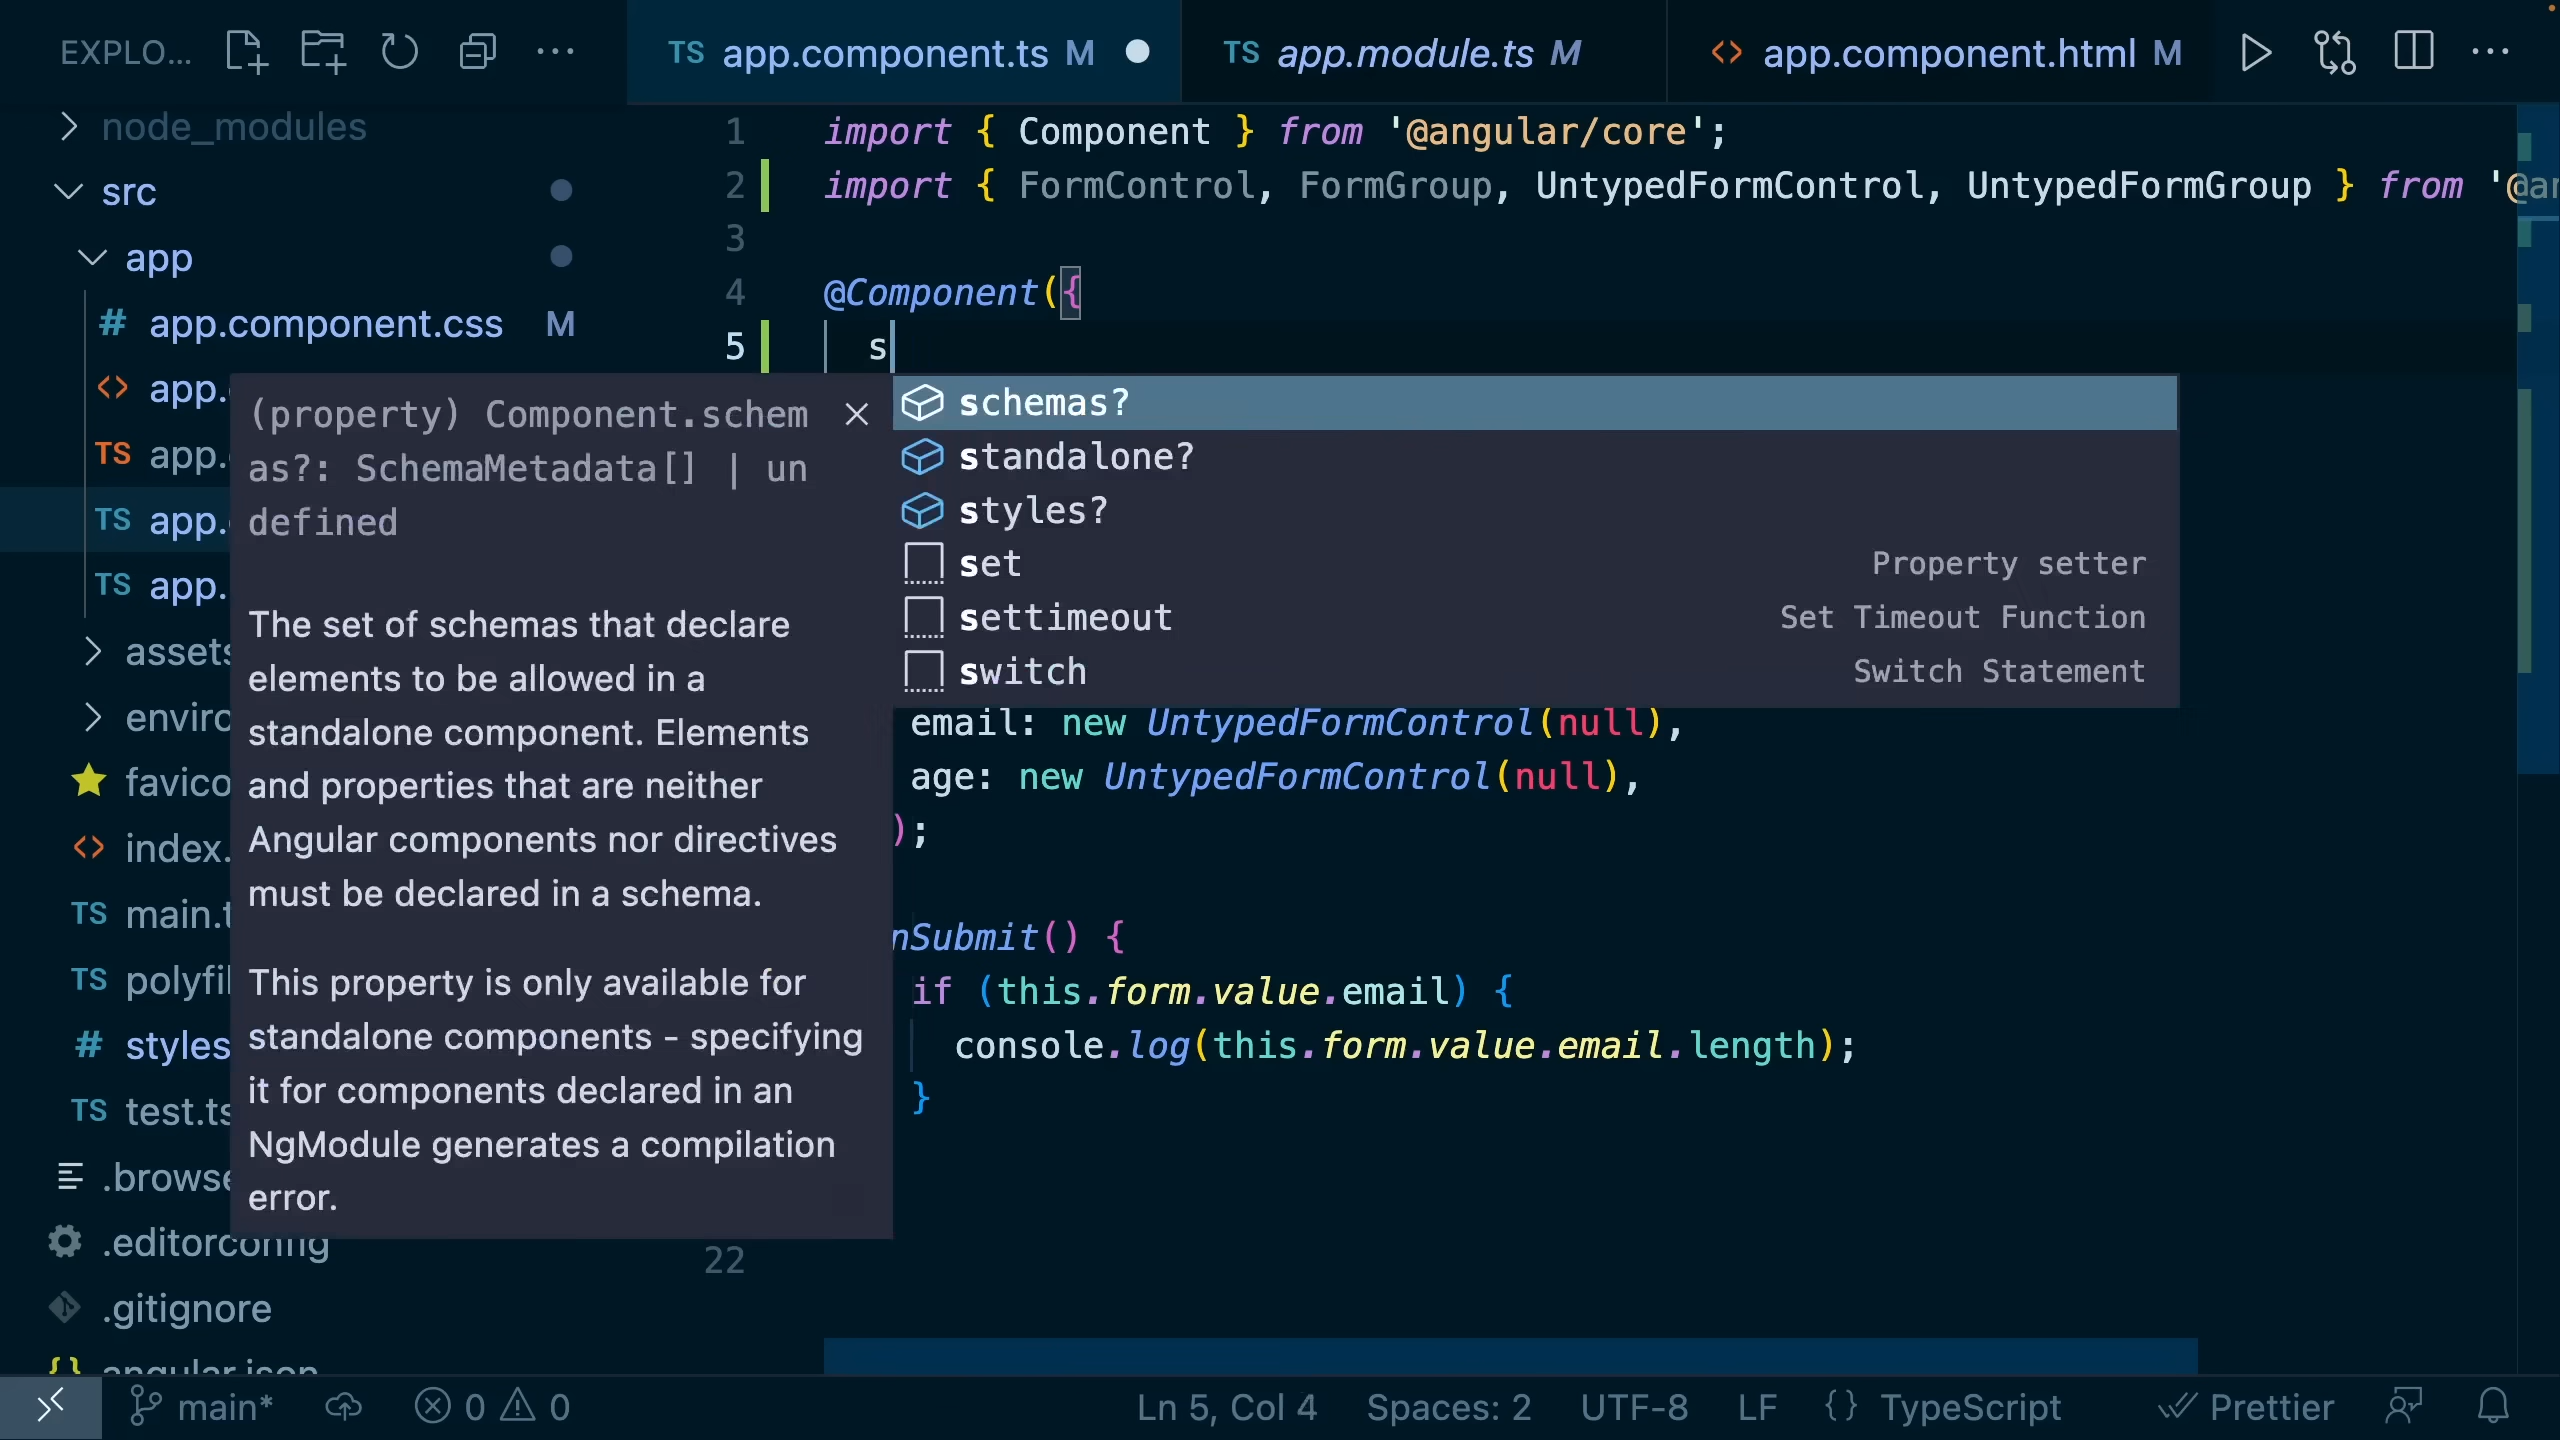 EXPLO...
node_modules
src
app
app.component.css M
app.
app.
app.
app.
assets
enviro
favico
index.
main.t
polyfil
styles
test.ts
.browse
.editorconfig
.gitignore
angular.json
TS app.component.ts M
TS app.module.ts M
<> app.component.html M
1 import { Component } from '@angular/core';
2 import { FormControl, FormGroup, UntypedFormControl, UntypedFormGroup } from '@an
3
4 @Component({
5 s
(property) Component.schem
as?: SchemaMetadata[] | un
defined
The set of schemas that declare
elements to be allowed in a
standalone component. Elements
and properties that are neither
Angular components nor directives
must be declared in a schema.
This property is only available for
standalone components - specifying
it for components declared in an
NgModule generates a compilation
error.
schemas?
standalone?
styles?
set Property setter
settimeout Set Timeout Function
switch Switch Statement
email: new UntypedFormControl(null),
age: new UntypedFormControl(null),
);
nSubmit() {
if (this.form.value.email) {
console.log(this.form.value.email.length);
}
22
main* 0 0 Ln 5, Col 4 Spaces: 2 UTF-8 LF {} TypeScript Prettier